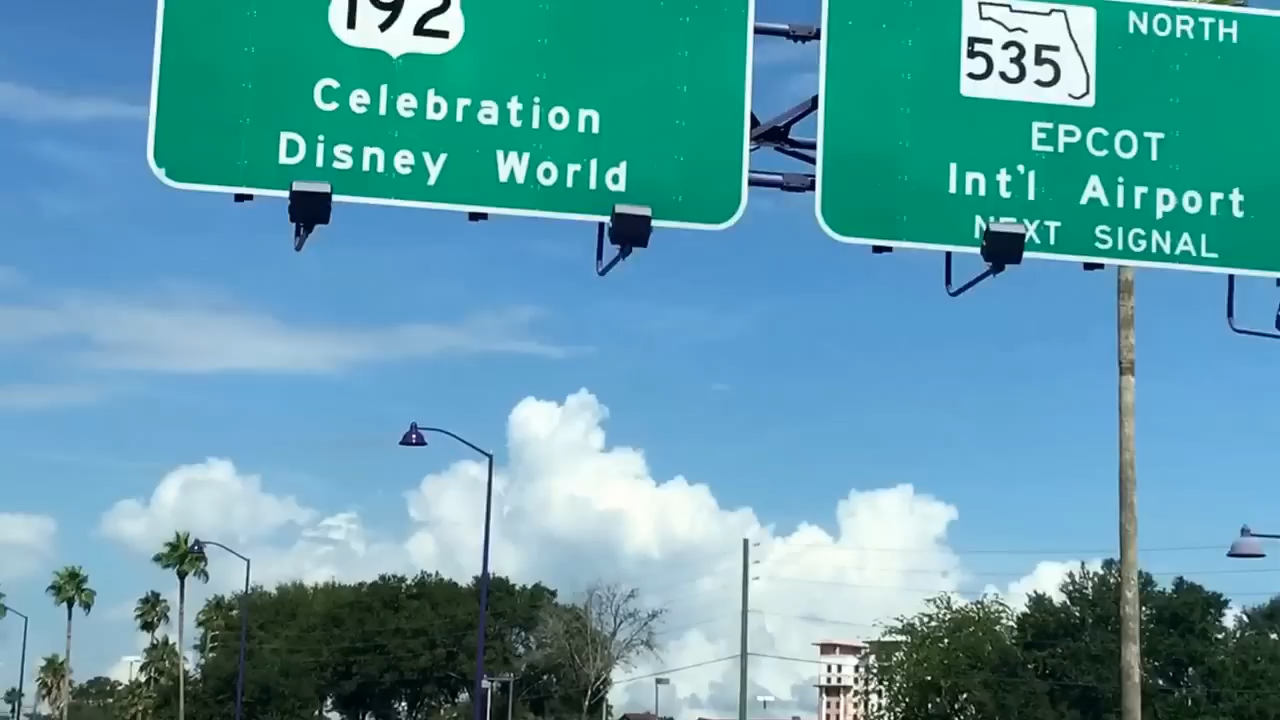 192
Celebration
Disney World
NORTH
535
EPCOT
Int'l Airport
NEXT SIGNAL